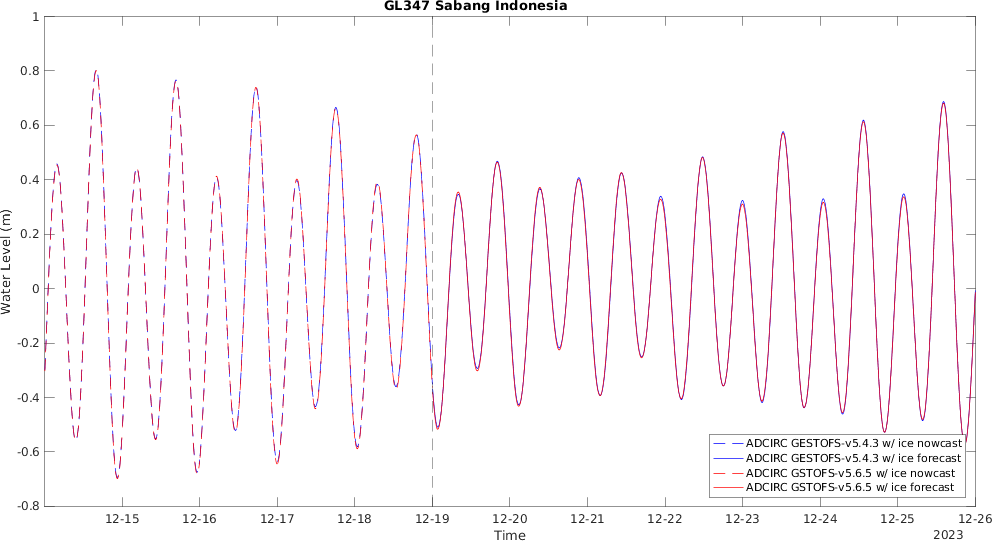 GL347 Sabang Indonesia
1
0.8
0.6
0.4
0.2
0
-0.2
-0.4
-0.6
-0.8
Water Level (m)
ADCIRC GESTOFS-v5.4.3 w/ ice nowcast
ADCIRC GESTOFS-v5.4.3 w/ ice forecast
ADCIRC GSTOFS-v5.6.5 w/ ice nowcast
ADCIRC GSTOFS-v5.6.5 w/ ice forecast
12-15 12-16 12-17 12-18 12-19 12-20 12-21 12-22 12-23 12-24 12-25 12-26
Time
2023